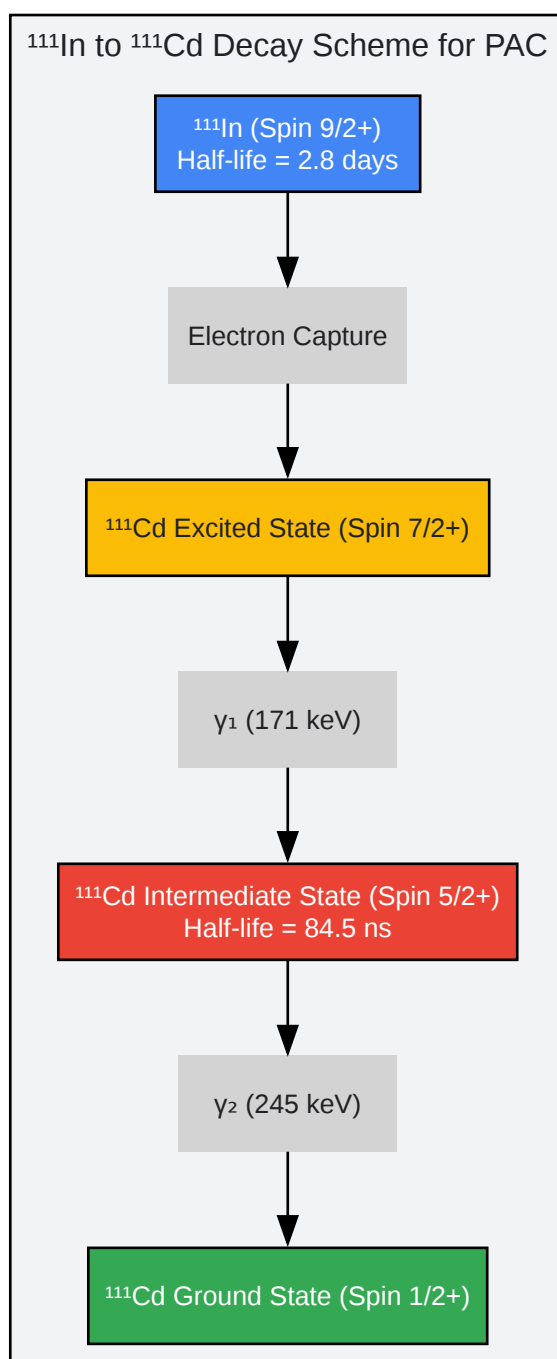 ¹¹¹In to ¹¹¹Cd Decay Scheme for PAC
¹¹¹In (Spin 9/2+)
Half-life = 2.8 days
Electron Capture
¹¹¹Cd Excited State (Spin 7/2+)
γ₁ (171 keV)
¹¹¹Cd Intermediate State (Spin 5/2+)
Half-life = 84.5 ns
γ₂ (245 keV)
¹¹¹Cd Ground State (Spin 1/2+)